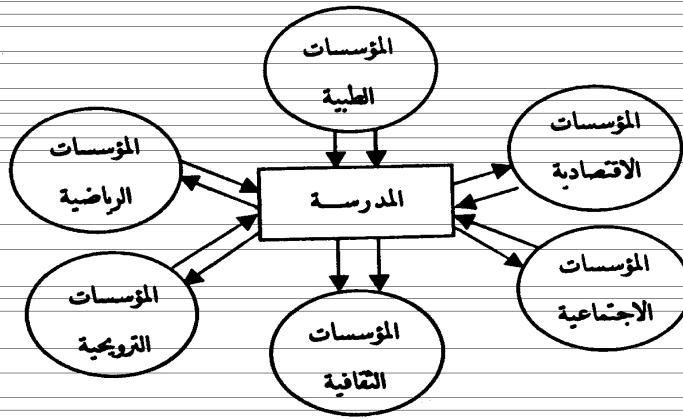 المؤسسات
الطبية
المؤسسات
الاقتصادية
المؤسسات
الرياضية
المدرســة
المؤسسات
الاجتماعية
المؤسسات
الترويحية
المؤسسات
الثقافية